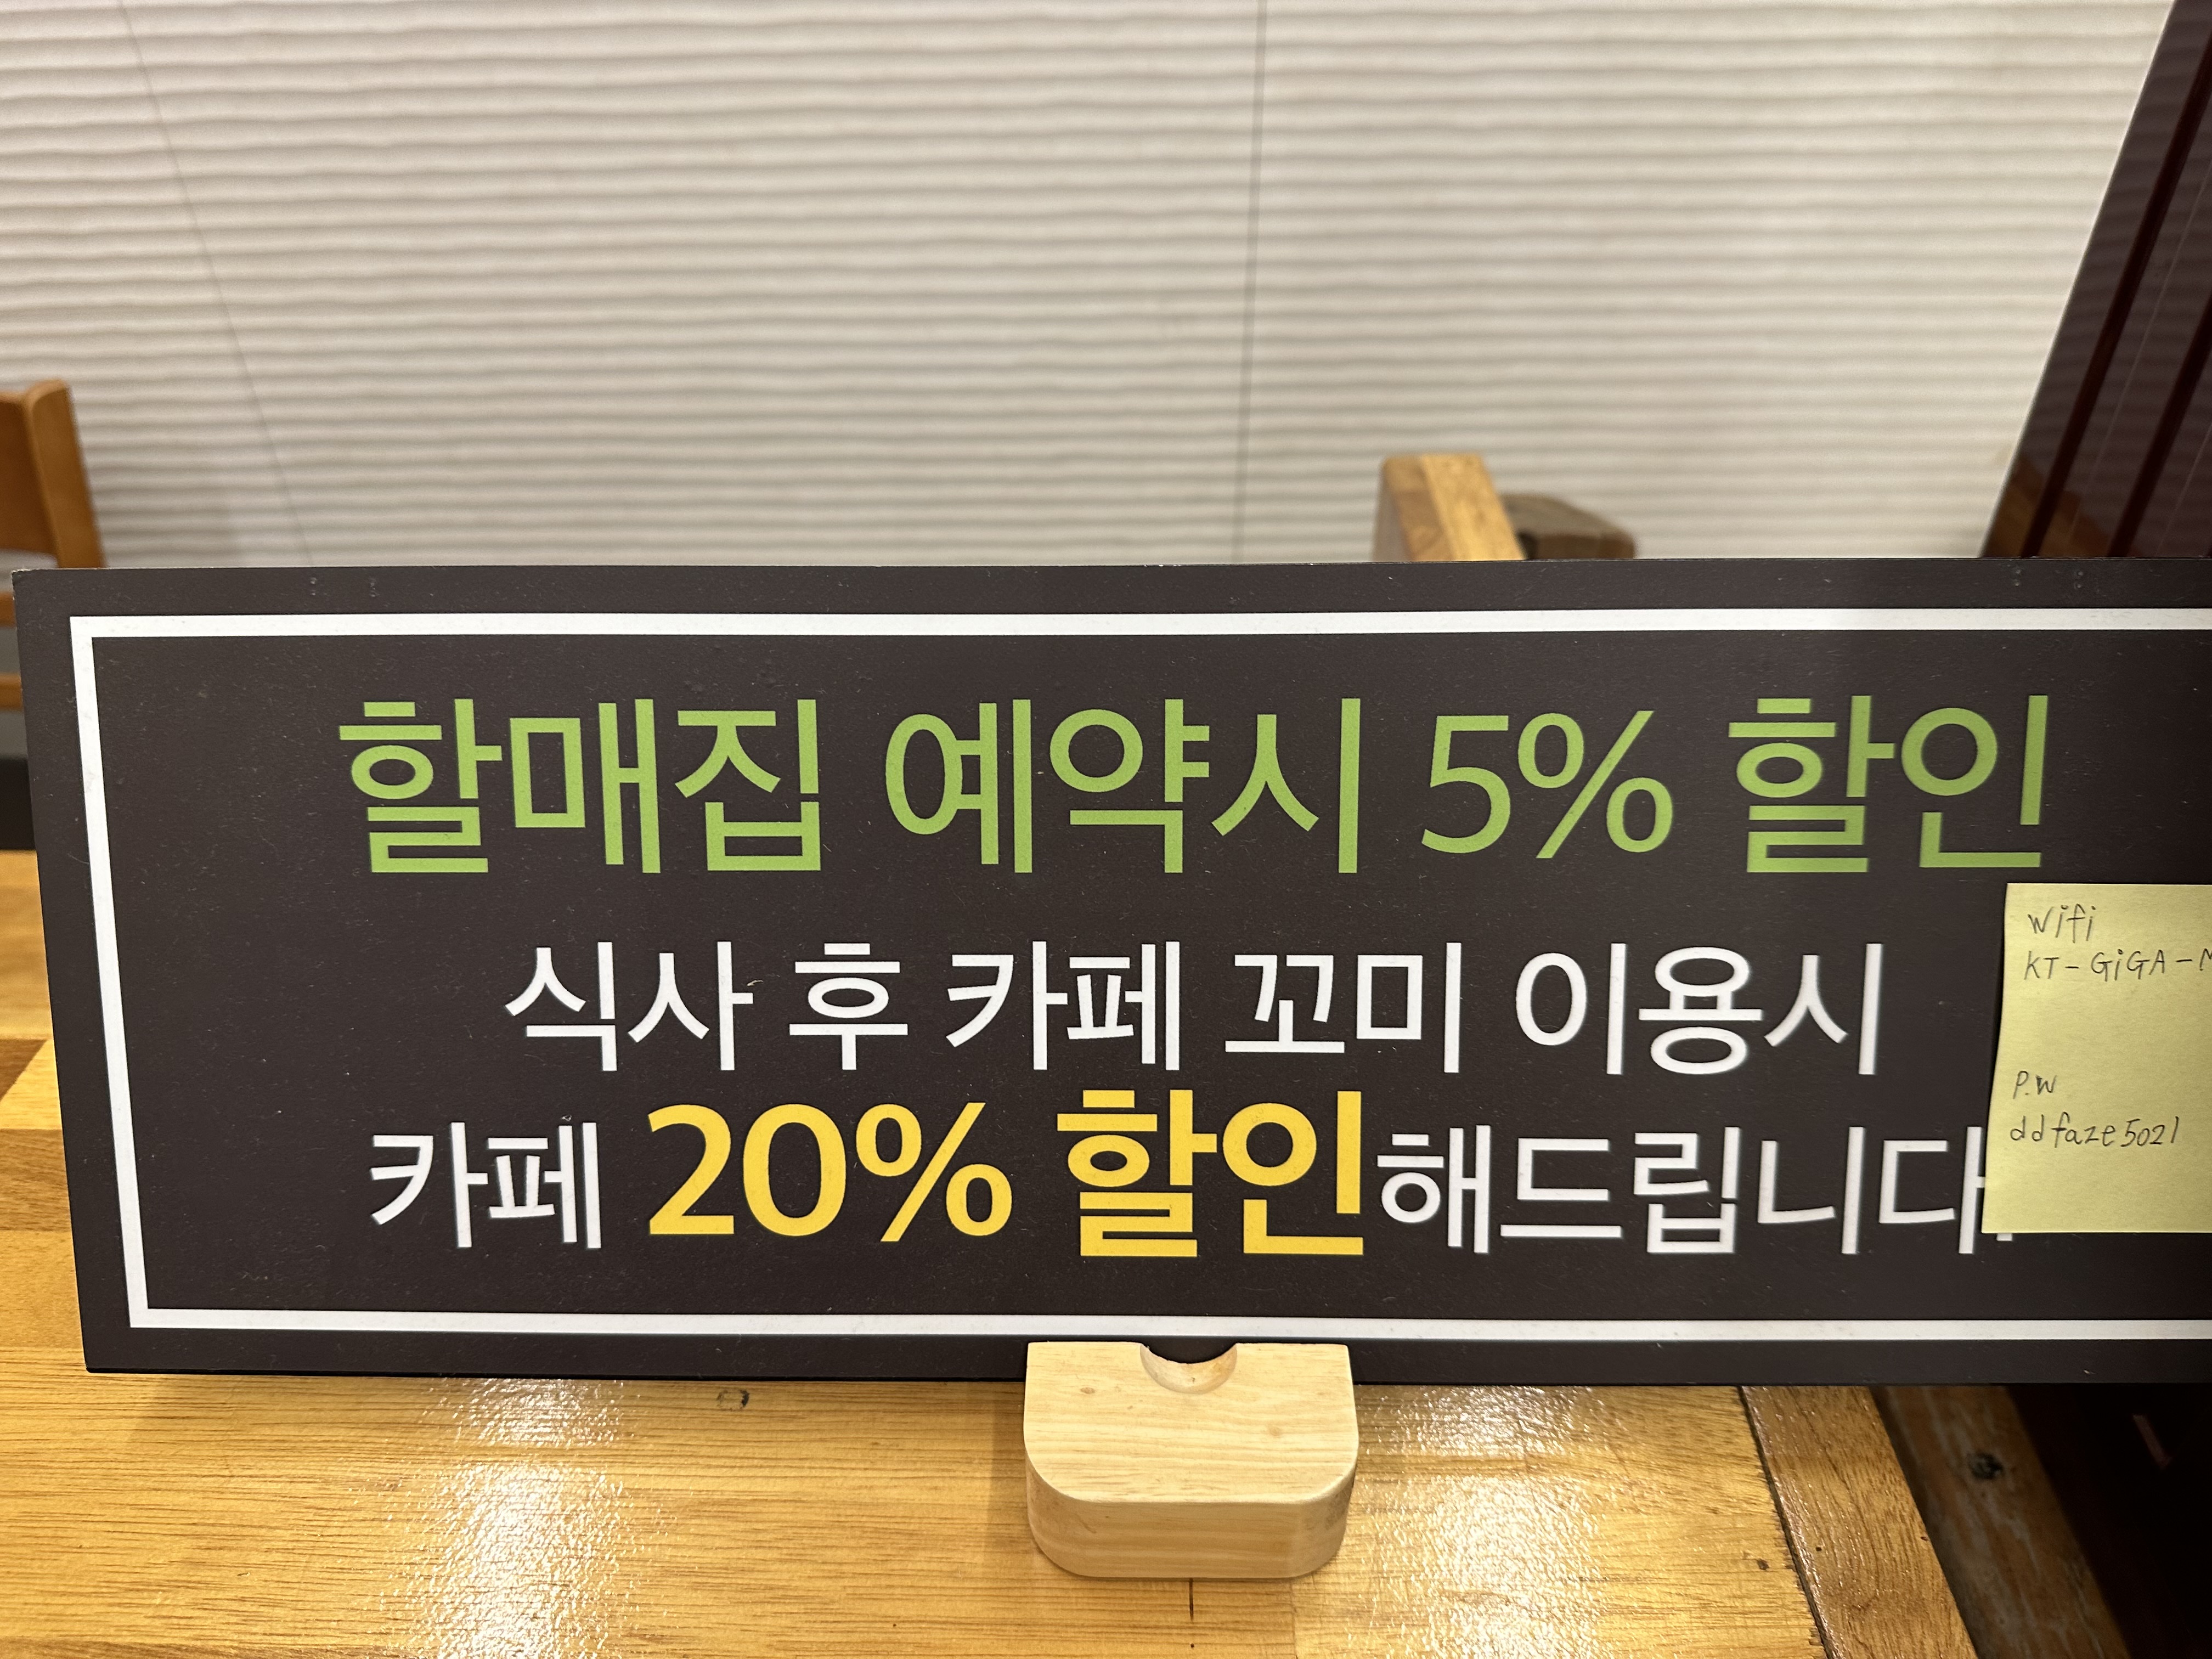 할매집 예약시 5% 할인
식사 후 카페 꼬미 이용시
카페 20% 할인해드립니다.
Wifi
KT-GiGA-
P.W
ddfaze5021